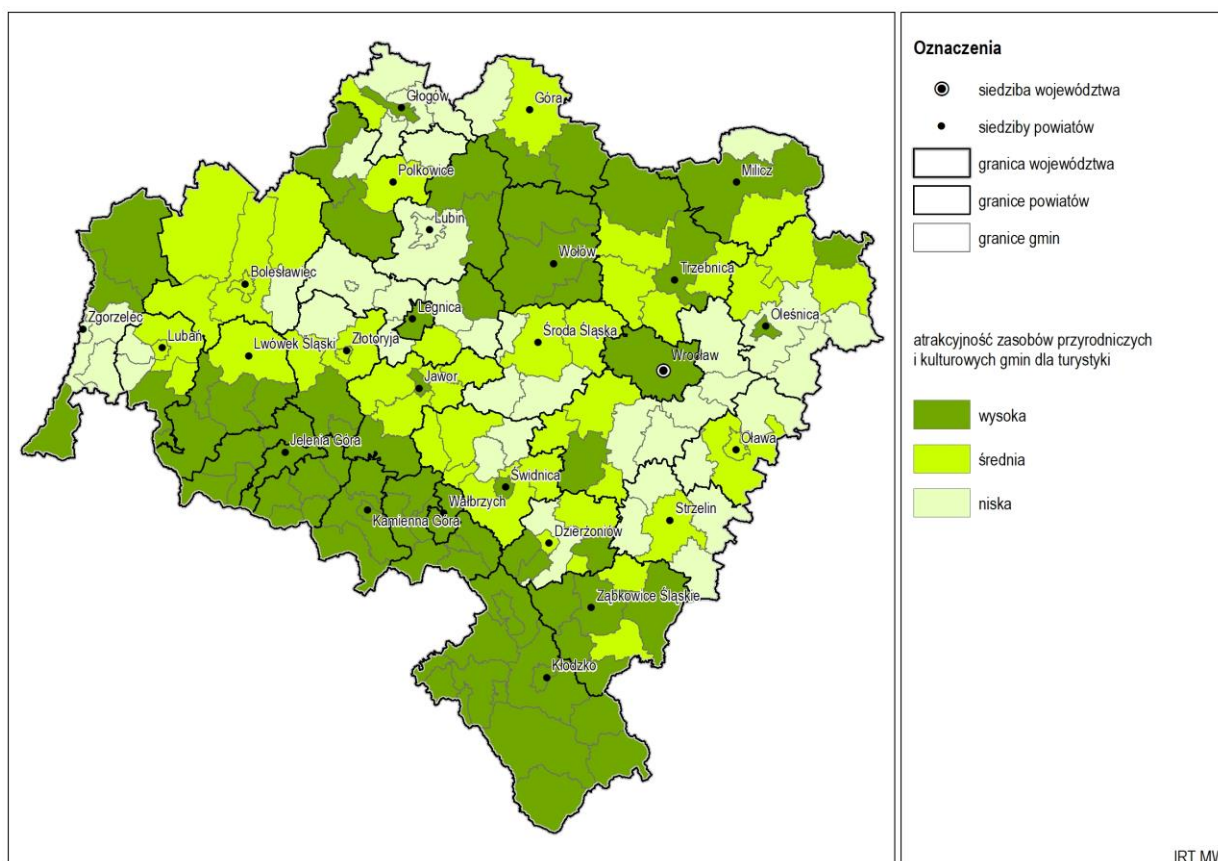 Głogów
Góra
Polkowice
Milicz
Lubin
Wołów
Trzebnica
Bolesławiec
Legnica
Oleśnica
Zgorzelec
Lubań
Lwówek Śląski
Złotoryja
Środa Śląska
Wrocław
Jawor
Jelenia Góra
Oława
Świdnica
Wałbrzych
Kamienna Góra
Strzelin
Dzierżoniów
Ząbkowice Śląskie
Kłodzko
Oznaczenia
siedziba województwa
siedziby powiatów
granica województwa
granice powiatów
granice gmin
atrakcyjność zasobów przyrodniczych
i kulturowych gmin dla turystyki
wysoka
średnia
niska
IRT MW